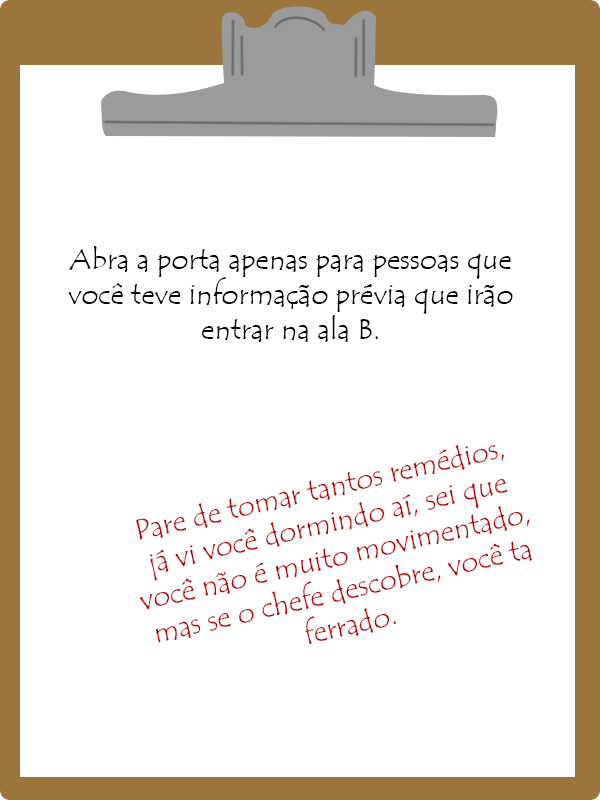 Abra a porta apenas para pessoas que
você teve informação prévia que irão
entrar na ala B.
Pare de tomar tantos remédios,
já vi você dormindo aí, sei que
você não é muito movimentado,
mas se o chefe descobre, você ta
ferrado.